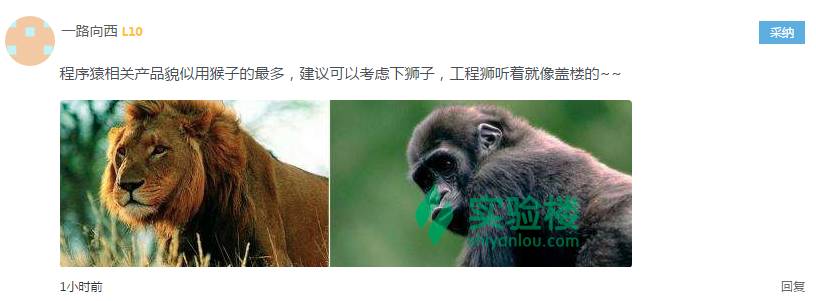 一路向西 L10
采纳
程序猿相关产品貌似用猴子的最多，建议可以考虑下狮子，工程狮听着就像盖楼的~~
实验楼
shiyanlou.com
1小时前
回复